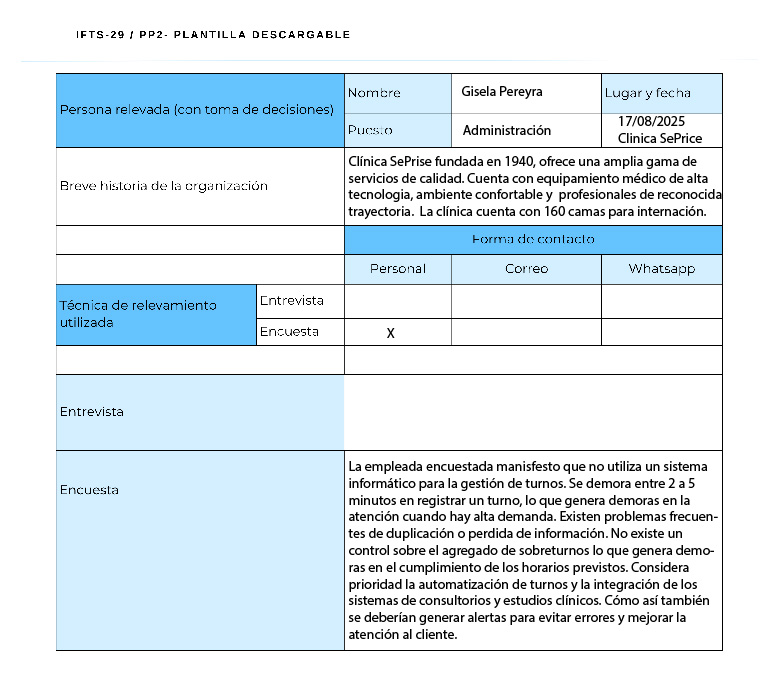 IFTS-29 / PP2- PLANTILLA DESCARGABLE
Persona relevada (con toma de decisiones)
Nombre
Gisela Pereyra
Lugar y fecha
Puesto
Administración
17/08/2025
Clinica SePrice
Breve historia de la organización
Clínica SePrise fundada en 1940, ofrece una amplia gama de
servicios de calidad. Cuenta con equipamiento médico de alta
tecnologia, ambiente confortable y profesionales de reconocida
trayectoria. La clínica cuenta con 160 camas para internación.
Forma de contacto
Personal
Correo
Whatsapp
Técnica de relevamiento
utilizada
Entrevista
Encuesta
X
Entrevista
Encuesta
La empleada encuestada manisfesto que no utiliza un sistema
informático para la gestión de turnos. Se demora entre 2 a 5
minutos en registrar un turno, lo que genera demoras en la
atención cuando hay alta demanda. Existen problemas frecuen-
tes de duplicación o perdida de información. No existe un
control sobre el agregado de sobreturnos lo que genera demo-
ras en el cumplimiento de los horarios previstos. Considera
prioridad la automatización de turnos y la integración de los
sistemas de consultorios y estudios clínicos. Cómo así también
se deberían generar alertas para evitar errores y mejorar la
atención al cliente.